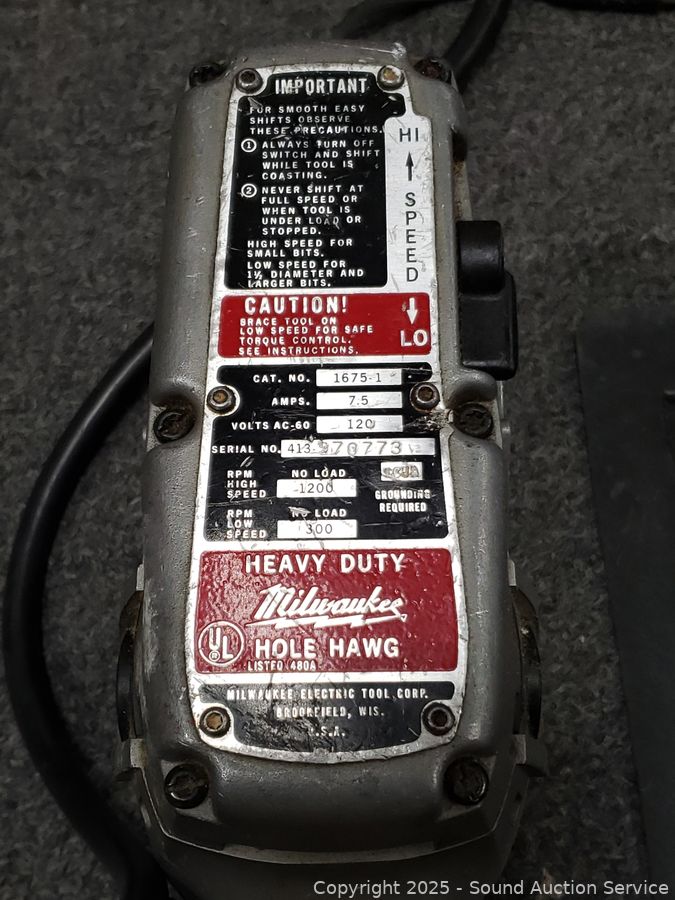 IMPORTANT
FOR SMOOTH EASY
SHIFTS OBSERVE
THESE PRECAUTIONS.
① ALWAYS TURN OFF
SWITCH AND SHIFT
WHILE TOOL IS
COASTING.
② NEVER SHIFT AT
FULL SPEED OR
WHEN TOOL IS
UNDER LOAD OR
STOPPED.
HIGH SPEED FOR
SMALL BITS.
LOW SPEED FOR
1½ DIAMETER AND
LARGER BITS.
HI
SPEED
LO
CAUTION!
BRACE TOOL ON
LOW SPEED FOR SAFE
TORQUE CONTROL.
SEE INSTRUCTIONS.
CAT. NO. 1675-1
AMPS. 7.5
VOLTS AC-60 120
SERIAL NO. 413-970773
RPM HIGH SPEED NO LOAD 1200
GROUNDING
REQUIRED
RPM LOW SPEED NO LOAD 300
HEAVY DUTY
Milwaukee
UL ® HOLE HAWG
LISTED 480A
MILWAUKEE ELECTRIC TOOL CORP.
BROOKFIELD, WIS.
U.S.A.
Copyright 2025 - Sound Auction Service